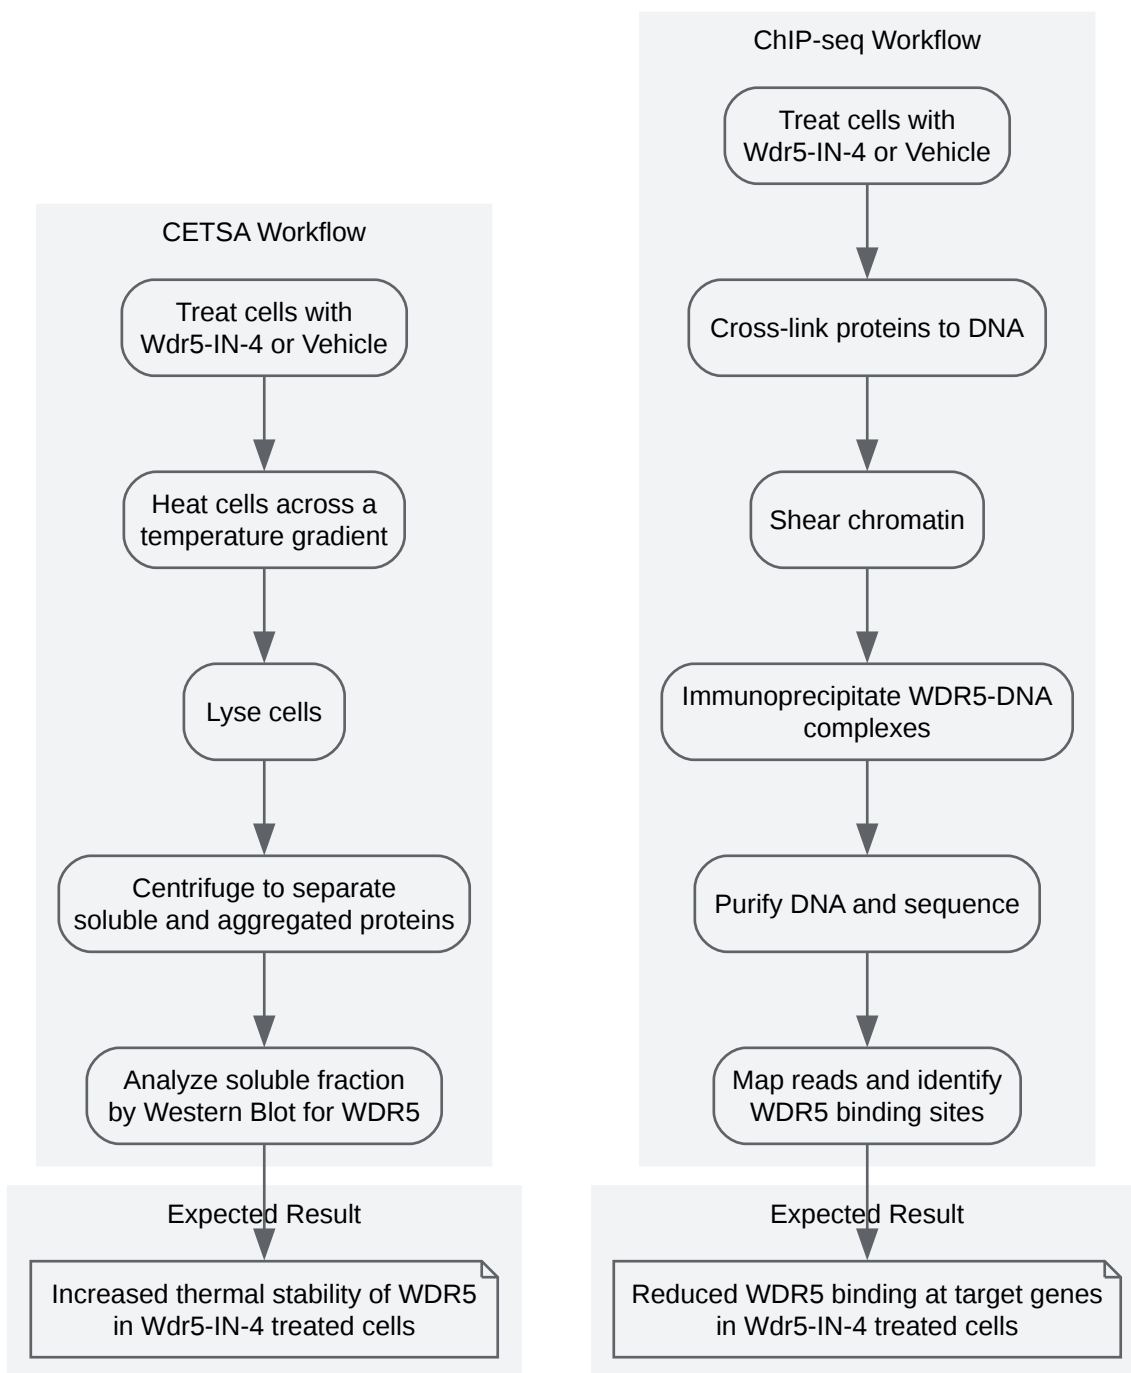 CETSA Workflow
Treat cells with
Wdr5-IN-4 or Vehicle
Heat cells across a
temperature gradient
Lyse cells
Centrifuge to separate
soluble and aggregated proteins
Analyze soluble fraction
by Western Blot for WDR5
Expected Result
Increased thermal stability of WDR5
in Wdr5-IN-4 treated cells
ChIP-seq Workflow
Treat cells with
Wdr5-IN-4 or Vehicle
Cross-link proteins to DNA
Shear chromatin
Immunoprecipitate WDR5-DNA
complexes
Purify DNA and sequence
Map reads and identify
WDR5 binding sites
Expected Result
Reduced WDR5 binding at target genes
in Wdr5-IN-4 treated cells